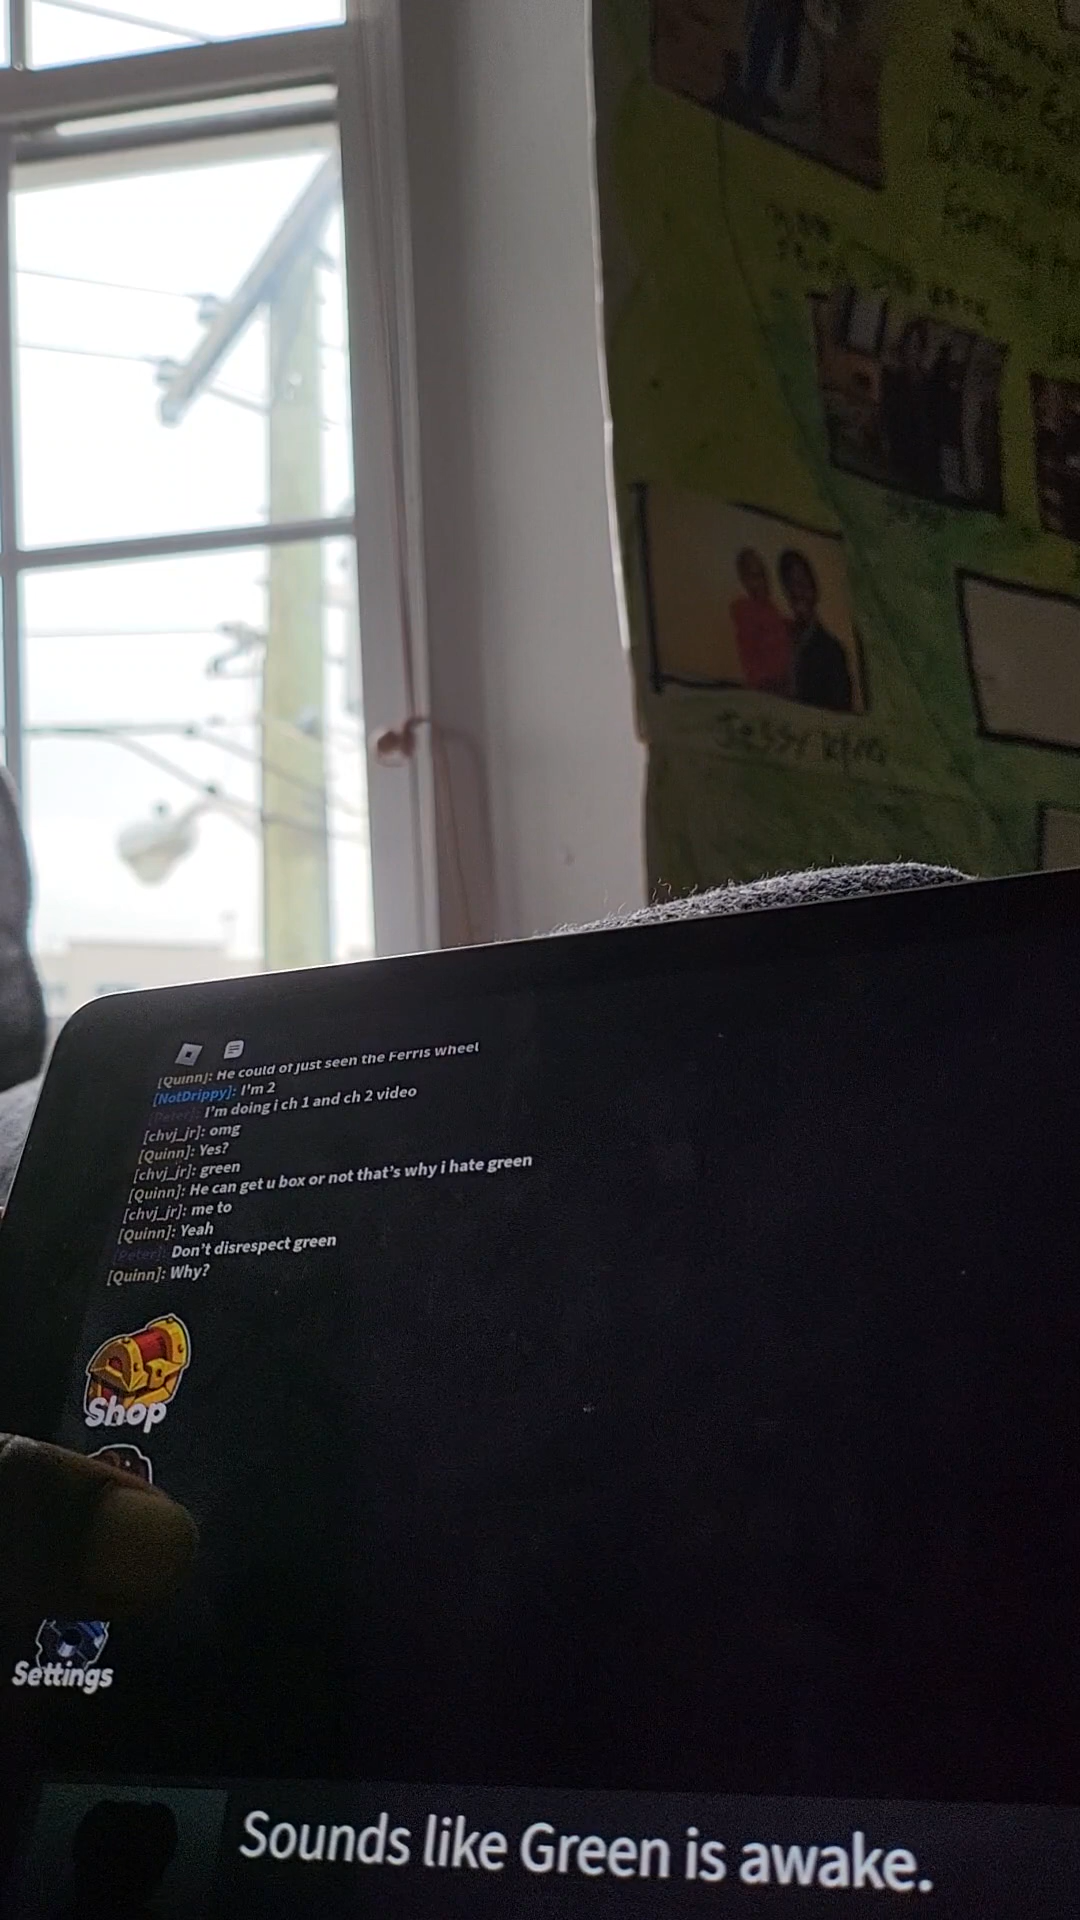 [Quinn]: He could of just seen the Ferris wheel
[NotDrippy]: I'm 2
[Peter]: I'm doing i ch 1 and ch 2 video
[chvj_jr]: omg
[Quinn]: Yes?
[chvj_jr]: green
[Quinn]: He can get u box or not that's why i hate green
[chvj_jr]: me to
[Quinn]: Yeah
[Peter]: Don't disrespect green
[Quinn]: Why?
Shop
Settings
Sounds like Green is awake.